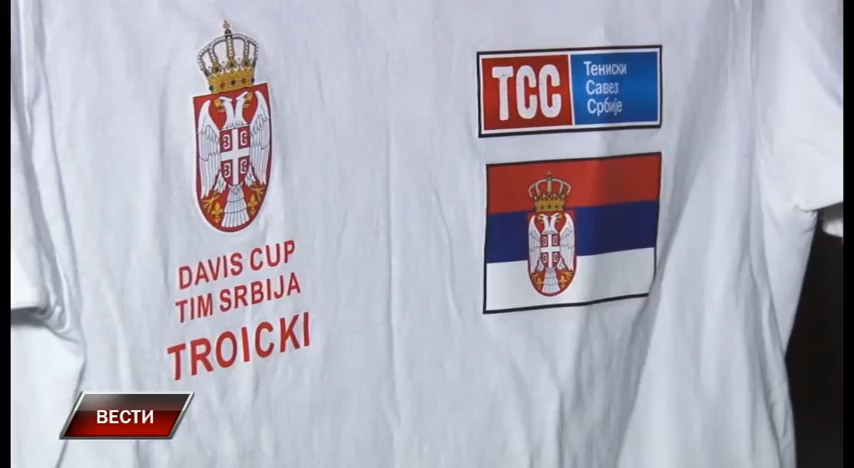 DAVIS CUP
TIM SRBIJA
TROICKI
ТСС
Тениски
Савез
Србије
ВЕСТИ